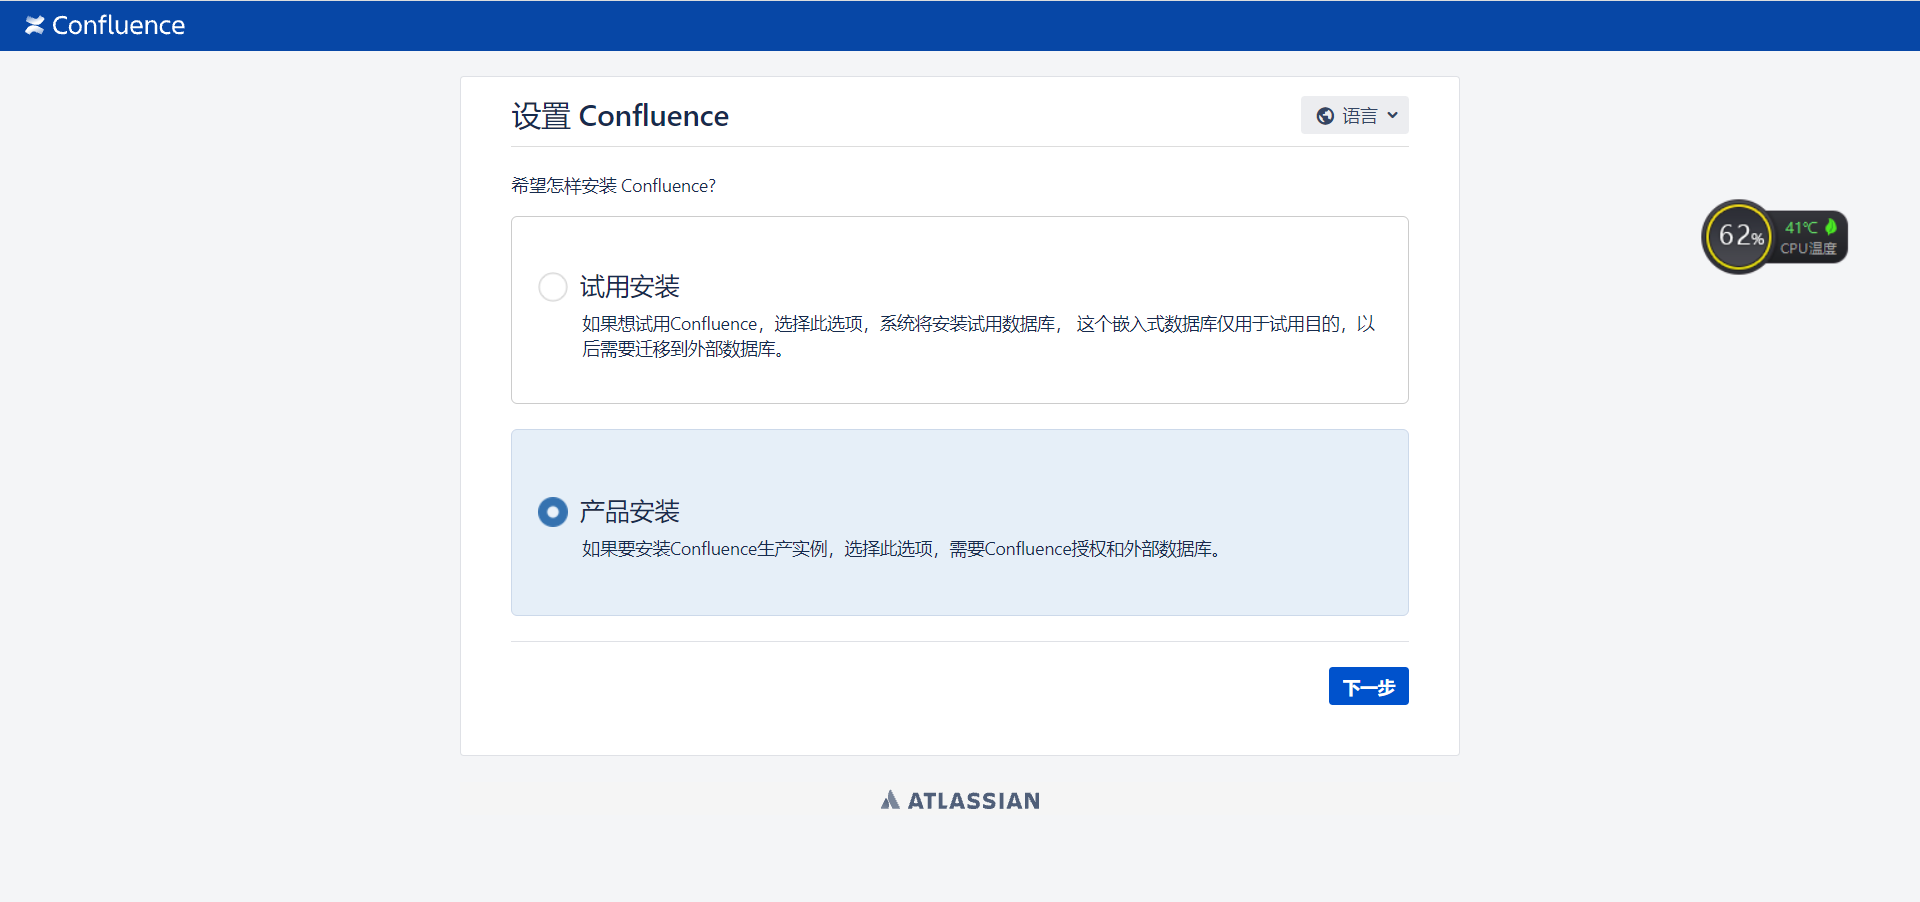 Confluence
设置 Confluence
语言
希望怎样安装 Confluence?
试用安装
如果想试用Confluence，选择此选项，系统将安装试用数据库， 这个嵌入式数据库仅用于试用目的，以
后需要迁移到外部数据库。
62%
41℃
CPU温度
产品安装
如果要安装Confluence生产实例，选择此选项，需要Confluence授权和外部数据库。
下一步
ATLASSIAN